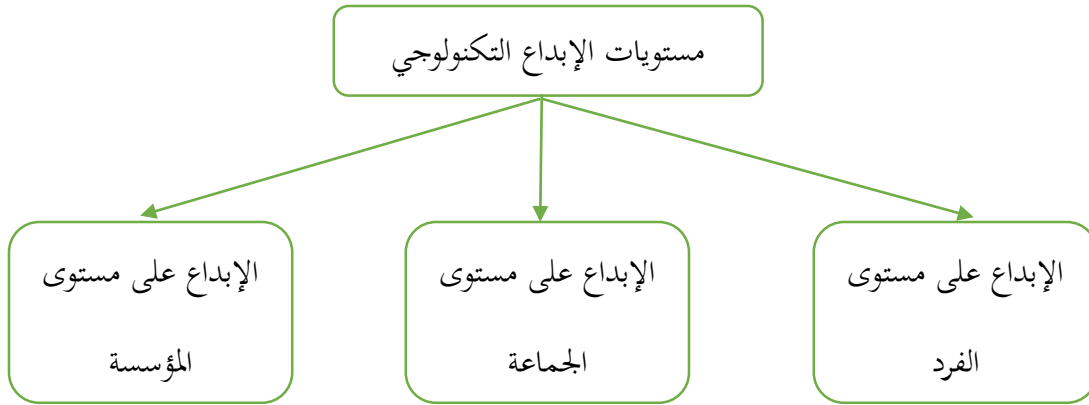 مستويات الإبداع التكنولوجي
الإبداع على مستوى
الفرد
الإبداع على مستوى
الجماعة
الإبداع على مستوى
المؤسسة